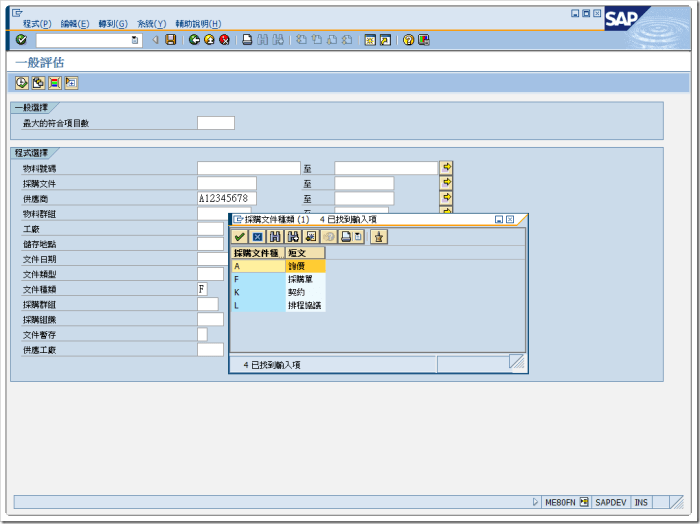 程式(P) 編輯(E) 轉到(G) 系統(Y) 輔助說明(H)
SAP
一般評估
一般選擇
最大的符合項目數
程式選擇
物料號碼 至
採購文件 至
供應商 A12345678 至
物料群組 至
工廠
儲存地點
文件日期
文件類型
文件種類 F
採購群組
採購組織
文件暫存
供應工廠
採購文件種類 (1) 4 已找到輸入項
採購文件種 短文
A 詢價
F 採購單
K 契約
L 排程協議
4 已找到輸入項
ME80FN SAPDEV INS